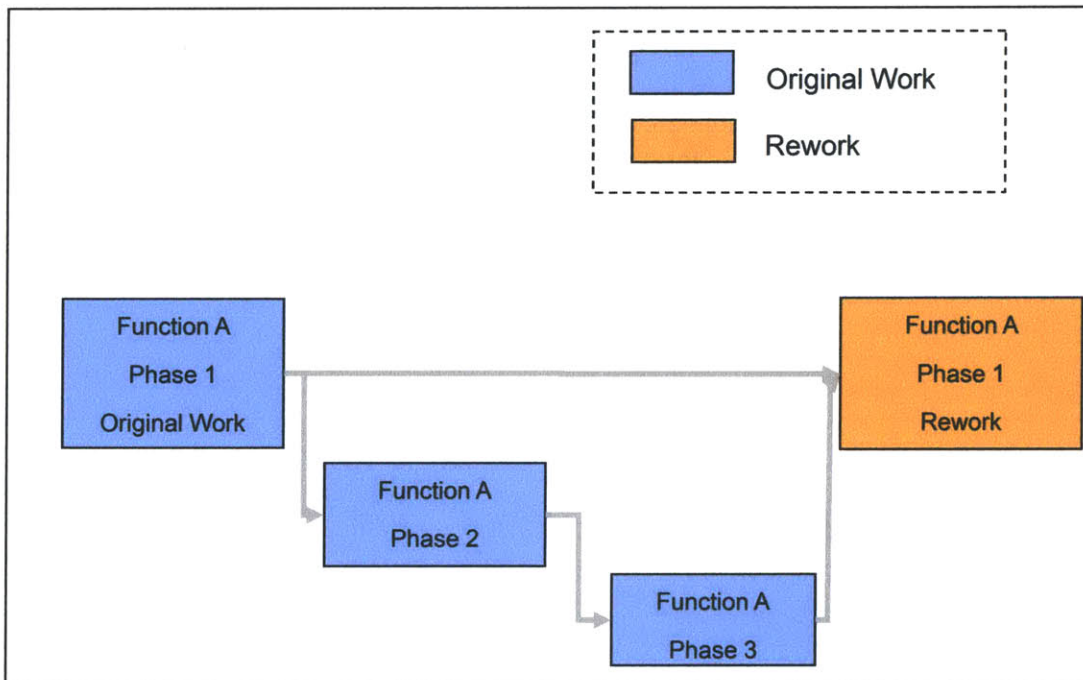 Original Work
Rework
Function A
Phase 1
Original Work
Function A
Phase 1
Rework
Function A
Phase 2
Function A
Phase 3